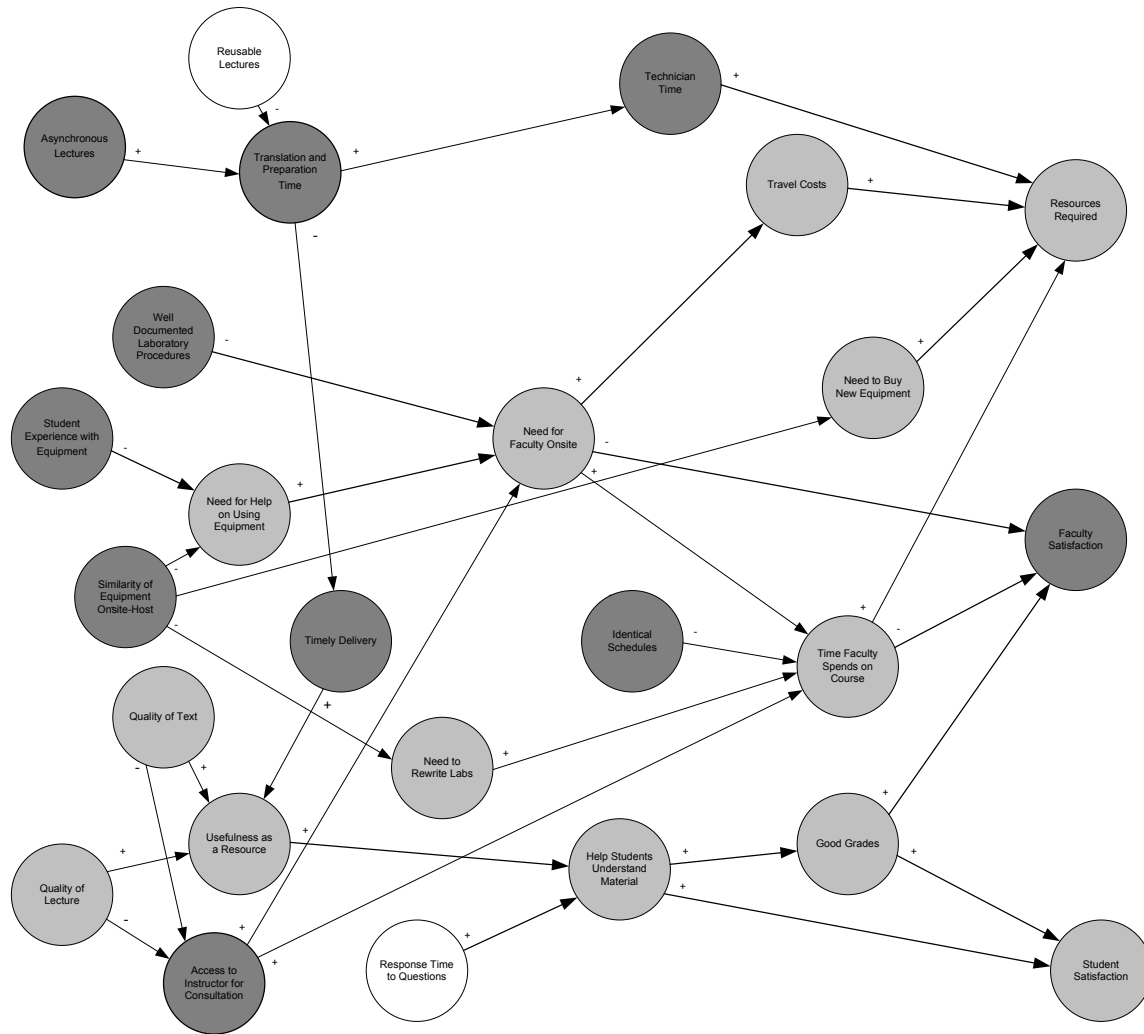 Reusable
Lectures
-
Technician
Time
+
Asynchronous
Lectures
+
Translation and
Preparation
Time
+
-
Travel Costs
+
Resources
Required
Well
Documented
Laboratory
Procedures
-
Need to Buy
New Equipment
+
Student
Experience with
Equipment
-
Need for
Faculty Onsite
+
-
+
Need for Help
on Using
Equipment
+
Faculty
Satisfaction
Similarity of
Equipment
Onsite-Host
-
-
Timely Delivery
+
Identical
Schedules
-
Time Faculty
Spends on
Course
+
-
Quality of Text
-
+
Need to
Rewrite Labs
+
Usefulness as
a Resource
+
Quality of
Lecture
+
-
Help Students
Understand
Material
+
+
Good Grades
+
+
Access to
Instructor for
Consultation
+
+
Response Time
to Questions
+
Student
Satisfaction